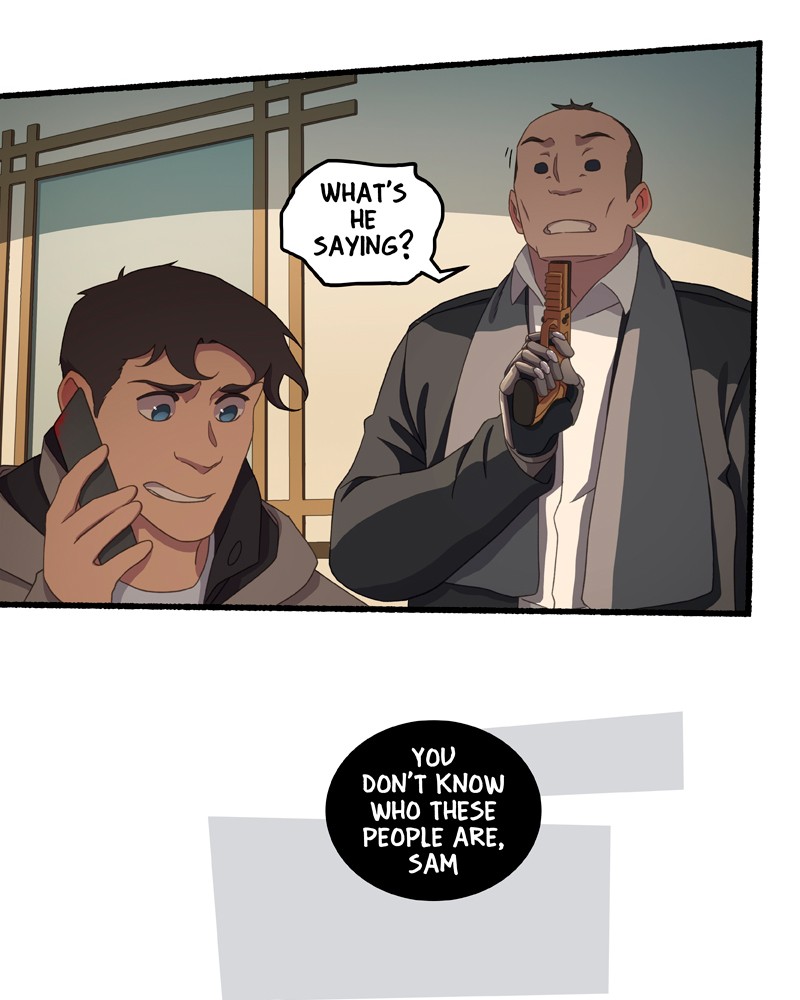 WHAT'S
HE
SAYING?
YOU
DON'T KNOW
WHO THESE
PEOPLE ARE,
SAM